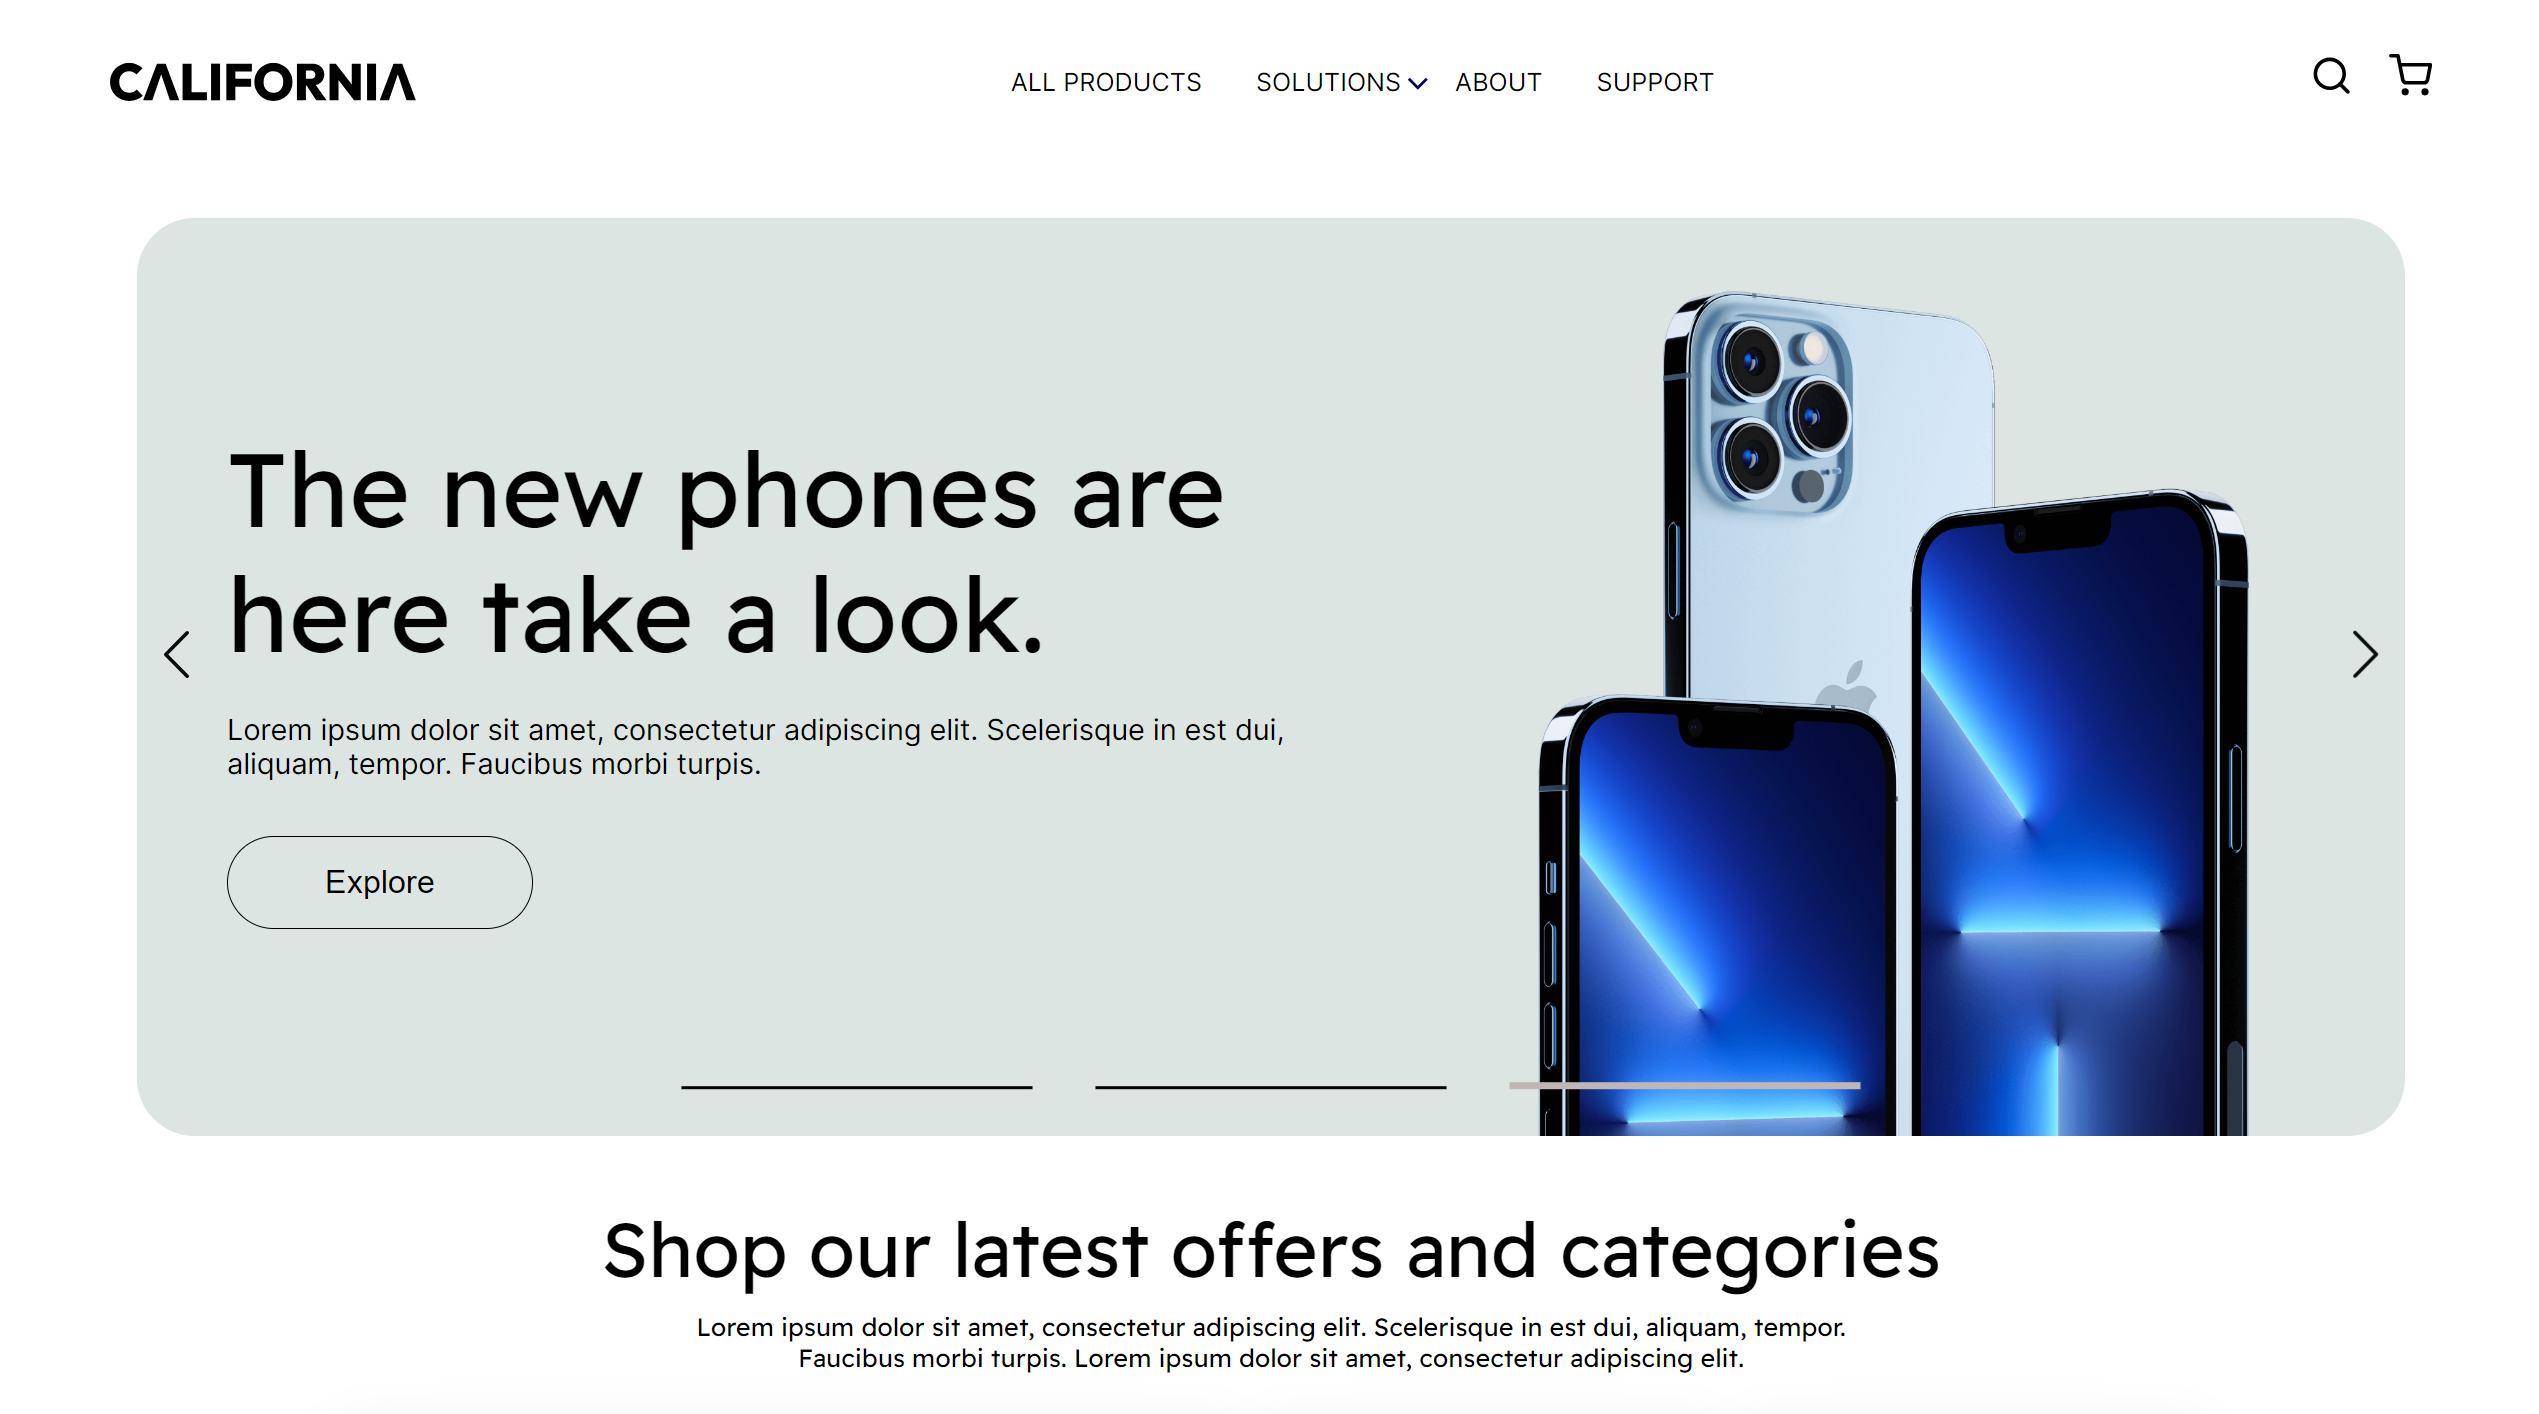 CALIFORNIA
ALL PRODUCTS
SOLUTIONS
ABOUT
SUPPORT
The new phones are
here take a look.
Lorem ipsum dolor sit amet, consectetur adipiscing elit. Scelerisque in est dui,
aliquam, tempor. Faucibus morbi turpis.
Explore
Shop our latest offers and categories
Lorem ipsum dolor sit amet, consectetur adipiscing elit. Scelerisque in est dui, aliquam, tempor.
Faucibus morbi turpis. Lorem ipsum dolor sit amet, consectetur adipiscing elit.